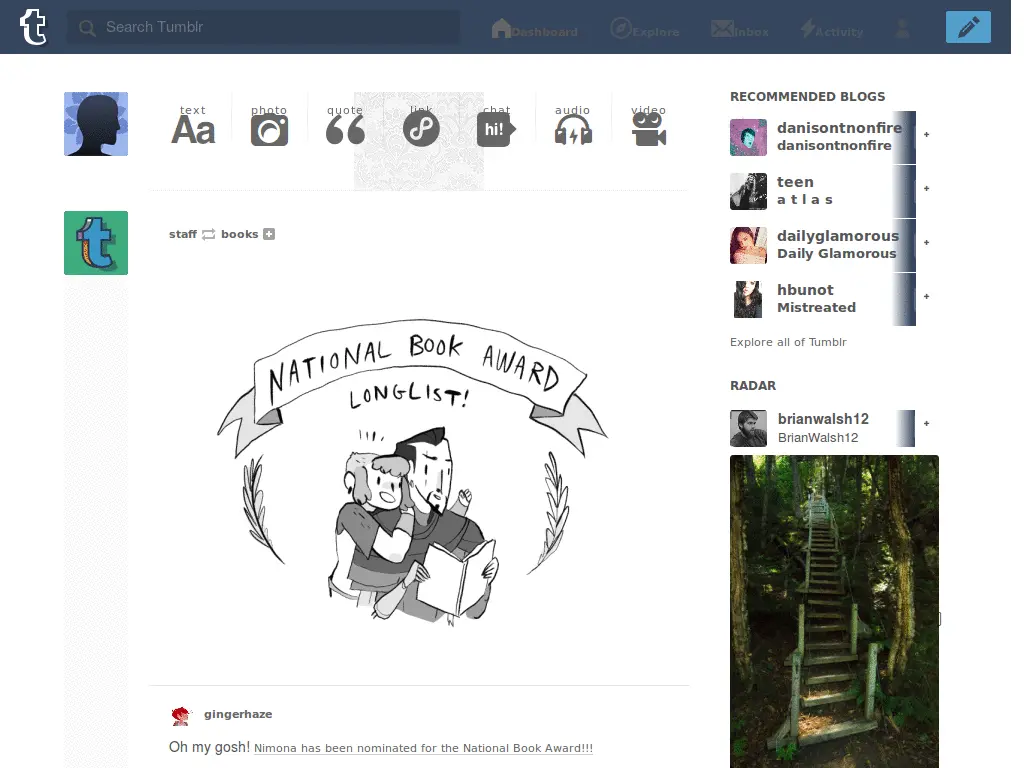 Search Tumblr
Dashboard
Explore
Inbox
Activity
text
photo
quote
link
chat
audio
video
Aa
hi!
staff books
NATIONAL BOOK AWARD
LONGLIST!
gingerhaze
Oh my gosh! Nimona has been nominated for the National Book Award!!!
RECOMMENDED BLOGS
danisontnonfire
danisontnonfire
+
teen
a t l a s
+
dailyglamorous
Daily Glamorous
+
hbunot
Mistreated
+
Explore all of Tumblr
RADAR
brianwalsh12
BrianWalsh12
+